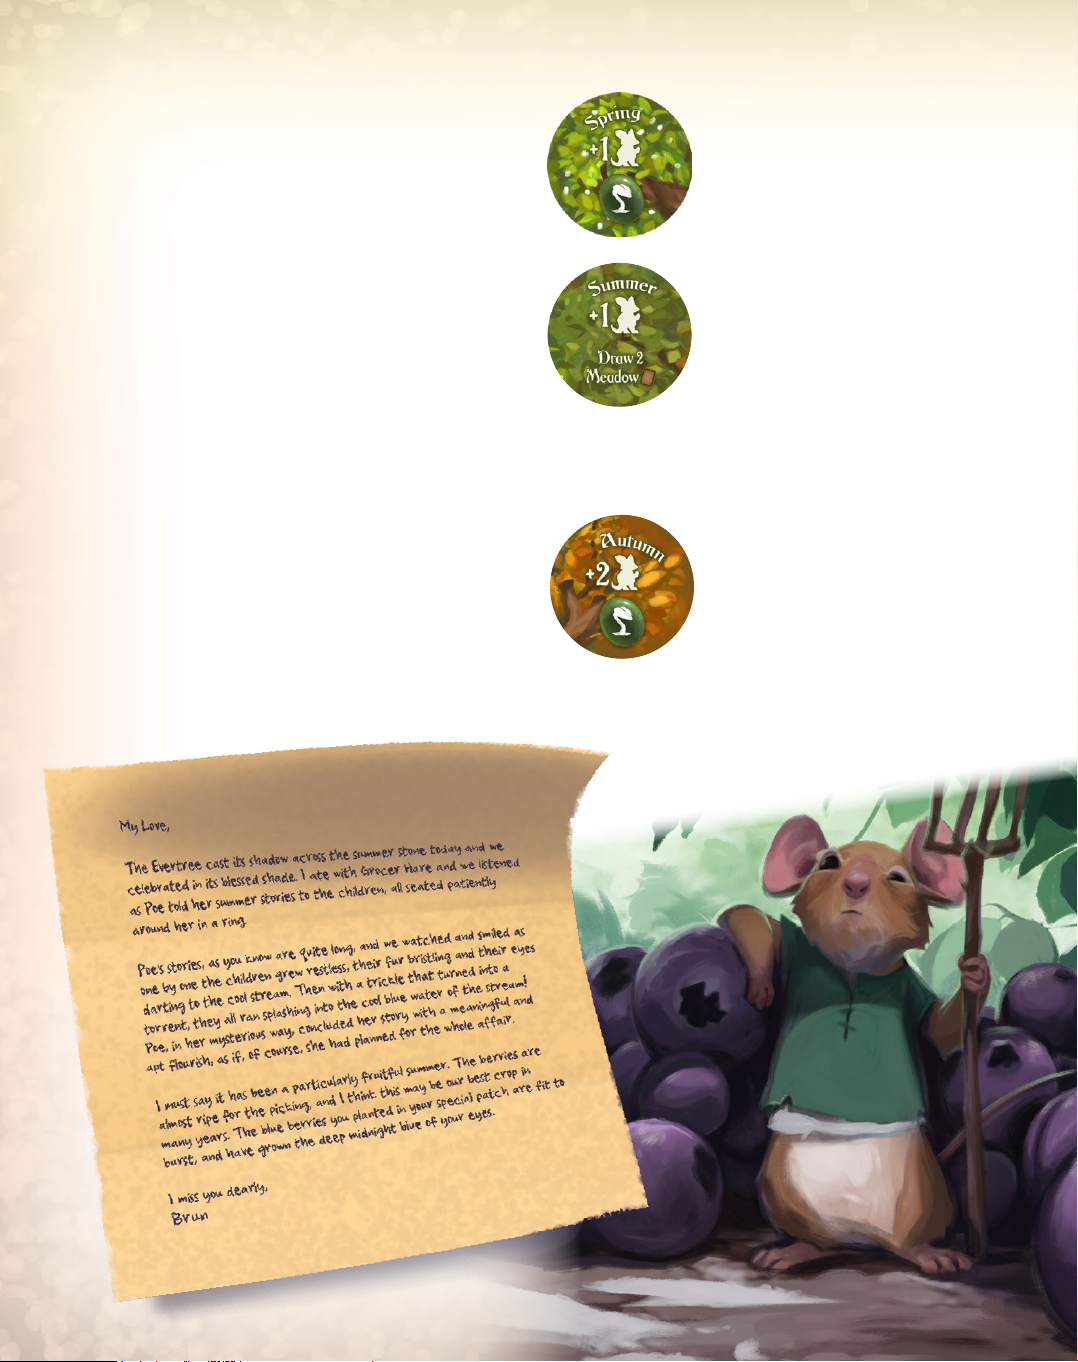 Spring
+1
Summer
+1
Draw 2
Meadow
Autumn
+2
My Love,
The Evertree cast its shadow across the summer stone today and we
celebrated in its blessed shade. I ate with Grocer Hare and we listened
as Poe told her summer stories to the children, all seated patiently
around her in a ring.
Poe's stories, as you know are quite long, and we watched and smiled as
one by one the children grew restless, their fur bristling and their eyes
darting to the cool stream. Then with a trickle that turned into a
torrent, they all ran splashing into the cool blue water of the stream!
Poe, in her mysterious way, concluded her story with a meaningful and
apt flourish; as if, of course, she had planned for the whole affair.
I must say it has been a particularly fruitful summer. The berries are
almost ripe for the picking, and I think this may be our best crop in
many years. The blue berries you planted in your special patch are fit to
burst, and have grown the deep midnight blue of your eyes.
I miss you dearly,
Brun